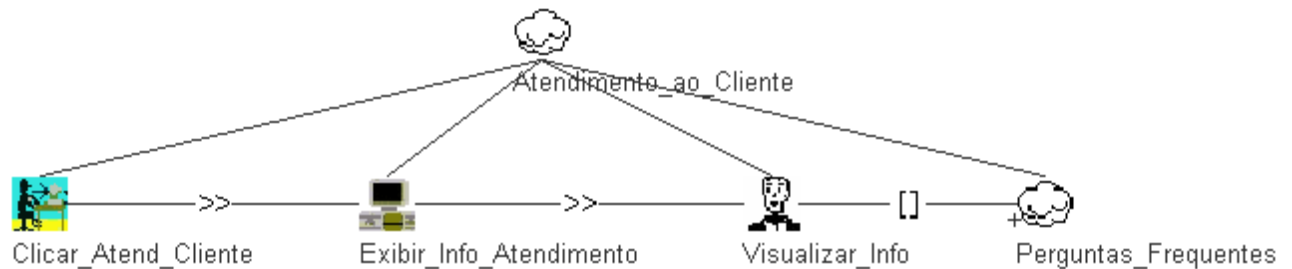 Atendimento_ao_Cliente
>> >> []
+
Clicar_Atend_Cliente Exibir_Info_Atendimento Visualizar_Info Perguntas_Frequentes